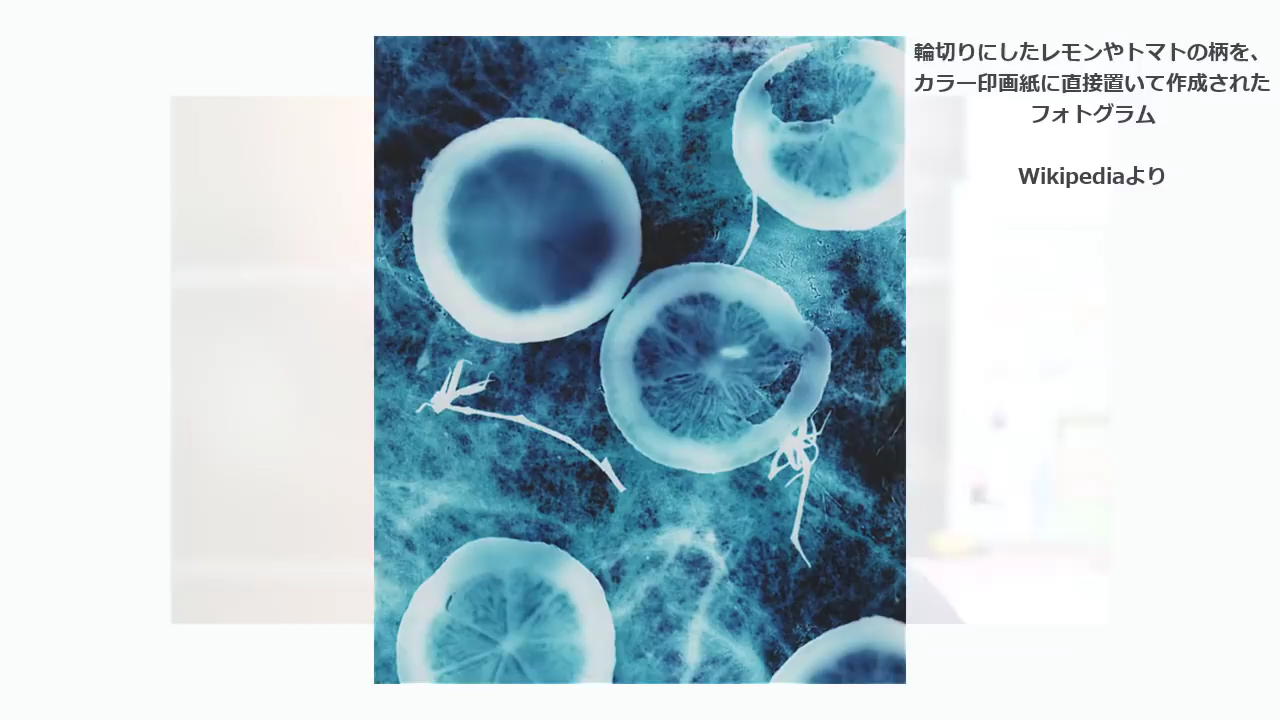 輪切りにしたレモンやトマトの柄を、
カラー印画紙に直接置いて作成された
フォトグラム
Wikipediaより